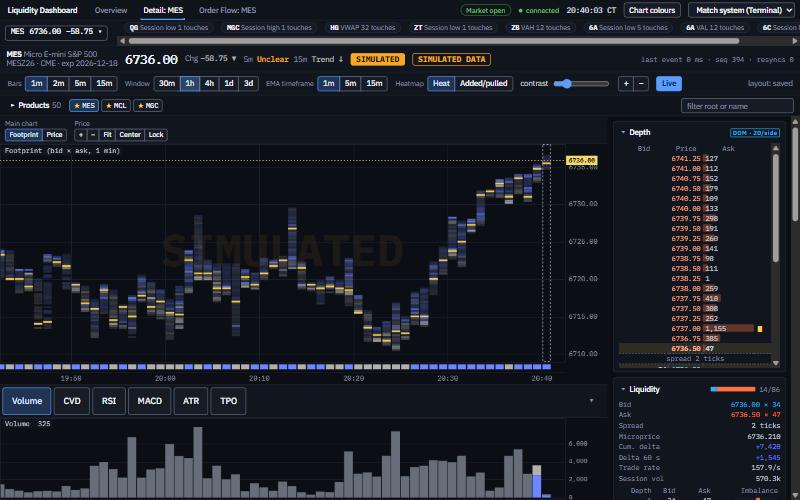 Liquidity Dashboard Overview Detail: MES Order Flow: MES Market open connected 20:40:03 CT Chart colours Match system (Terminal)
MES 6736.00 −58.75 QG Session low 1 touches MGC Session high 1 touches HG VWAP 32 touches ZT Session low 1 touches ZB VAH 12 touches 6A Session low 5 touches 6A VAL 12 touches 6C Session
MES Micro E-mini S&P 500
MESZ26 · CME · exp 2026-12-18
6736.00 Chg −58.75 ▼ 5m Unclear 15m Trend ↓ SIMULATED SIMULATED DATA last event 0 ms · seq 394 · resyncs 0
Bars 1m 2m 5m 15m Window 30m 1h 4h 1d 3d EMA timeframe 1m 5m 15m Heatmap Heat Added/pulled contrast + − Live layout: saved
▸ Products 50 ★ MES ★ MCL ★ MGC filter root or name
Main chart Price
Footprint Price + − Fit Center Lock
Footprint (bid × ask, 1 min)
SIMULATED
6736.00
6735.00
6730.00
6725.00
6720.00
6715.00
6710.00
19:50 20:00 20:10 20:20 20:30 20:40
Volume CVD RSI MACD ATR TPO
Volume 325
6,000
4,000
2,000
0
Depth DOM · 20/side
Bid Price Ask
6741.25 127
6741.00 112
6740.75 152
6740.50 179
6740.25 109
6740.00 133
6739.75 298
6739.50 191
6739.25 260
6739.00 141
6738.75 98
6738.50 111
6738.25 1
6738.00 259
6737.75 410
6737.50 308
6737.25 252
6737.00 1,155
6736.75 385
6736.50 47
spread 2 ticks
Liquidity 14/86
Bid 6736.00 × 34
Ask 6736.50 × 47
Spread 2 ticks
Microprice 6736.210
Cum. delta +7,420
Day delta +1,545
Trade rate 157.9/s
Session vol 570.3k
Depth Bid Ask Imbalance